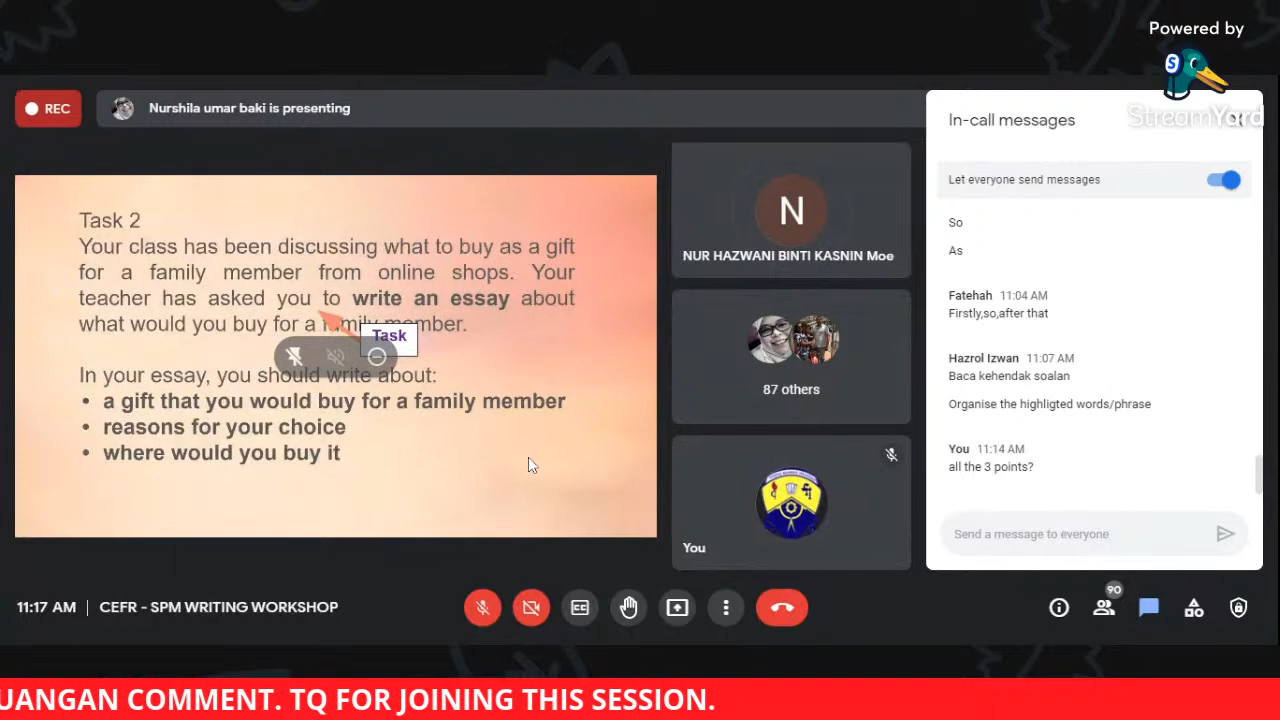 Powered by
S
StreamYard
REC
Nurshila umar baki is presenting
In-call messages
Let everyone send messages
So
As
Fatehah 11:04 AM
Firstly,so,after that
Hazrol Izwan 11:07 AM
Baca kehendak soalan
Organise the highligted words/phrase
You 11:14 AM
all the 3 points?
Send a message to everyone
Task 2
Your class has been discussing what to buy as a gift
for a family member from online shops. Your
teacher has asked you to write an essay about
what would you buy for a family member.
Task
In your essay, you should write about:
• a gift that you would buy for a family member
• reasons for your choice
• where would you buy it
N
NUR HAZWANI BINTI KASNIN Moe
87 others
You
11:17 AM | CEFR - SPM WRITING WORKSHOP
90
UANGAN COMMENT. TQ FOR JOINING THIS SESSION.